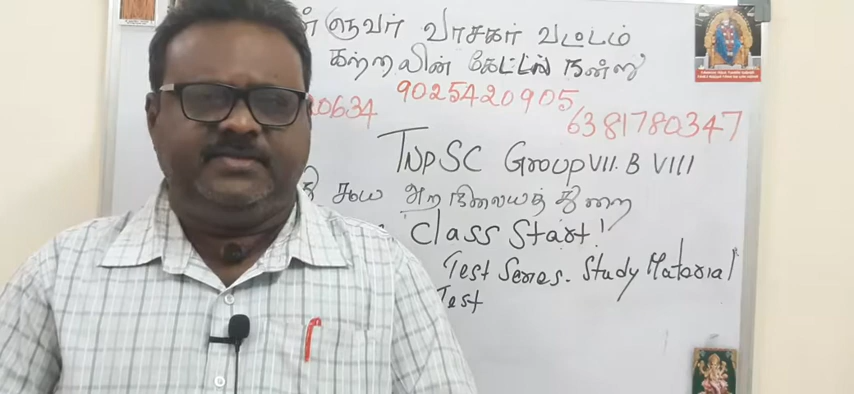 வாசகர் வட்டம்
கற்றலின் கேட்டல் நன்று
20634 9025420905
6381780347
TNPSC Group VII. B VIII
சமய அறநிலையத் துறை
Class Start!
Test Series. Study Material
Test